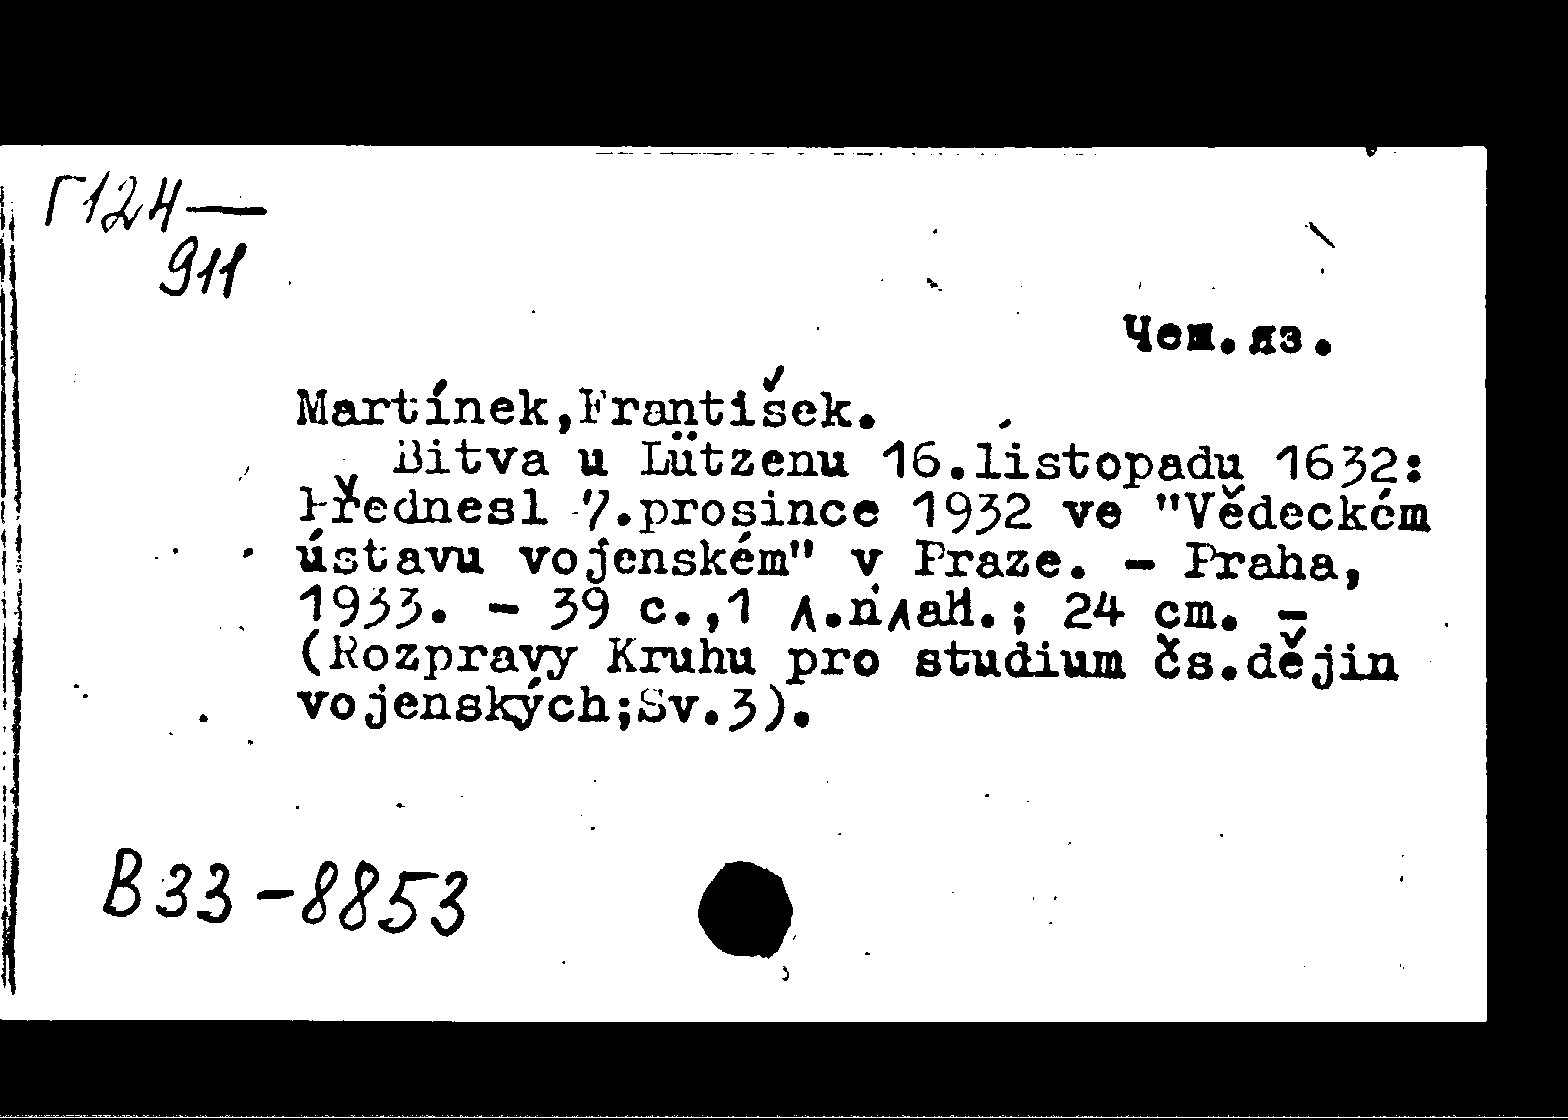 Г124—
911
Чеш.яз.
Martínek,František.
Bitva u Lützenu 16.listopadu 1632:
Přednesl 7.prosince 1932 ve "Vědeckém
ústavu vojenském" v Praze. - Praha,
1933. - 39 с.,1 л.план.; 24 cm. -
(Rozpravy Kruhu pro studium čs.dějin
vojenských;Sv.3).
В33-8853